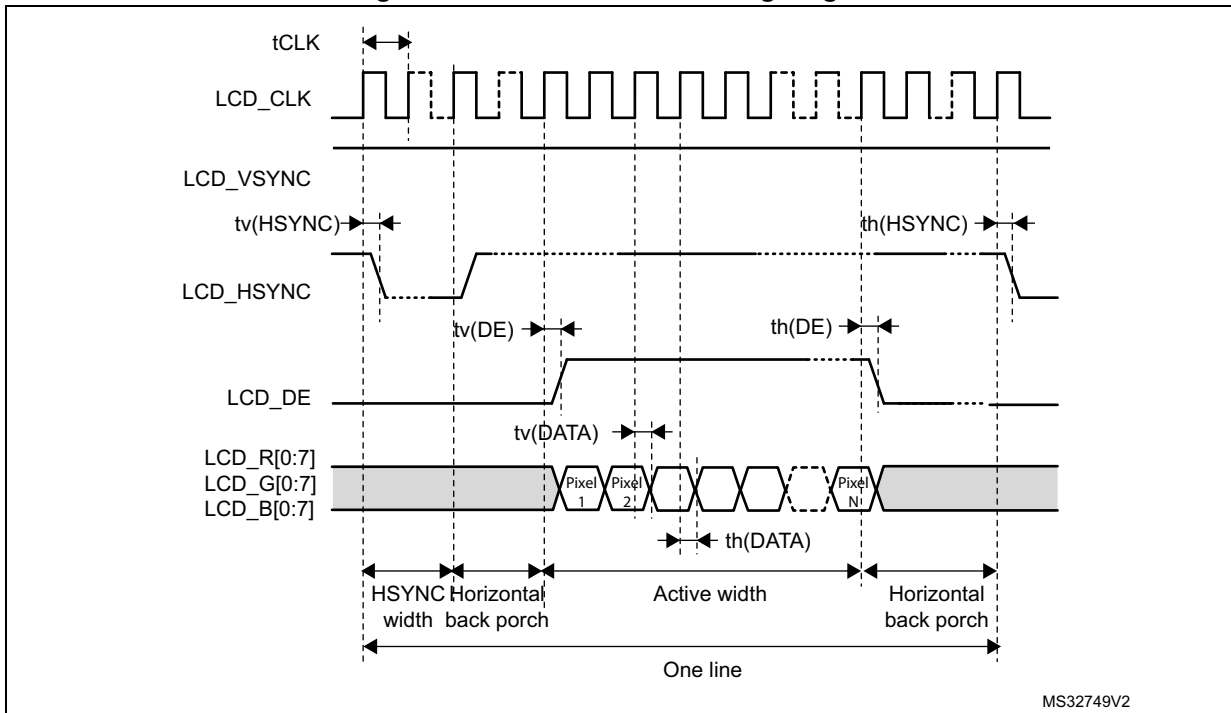 tCLK
LCD_CLK
LCD_VSYNC
tv(HSYNC)
th(HSYNC)
LCD_HSYNC
tv(DE)
th(DE)
LCD_DE
tv(DATA)
LCD_R[0:7]
LCD_G[0:7]
LCD_B[0:7]
Pixel
1
Pixel
2
Pixel
N
th(DATA)
HSYNC
width
Horizontal
back porch
Active width
Horizontal
back porch
One line
MS32749V2